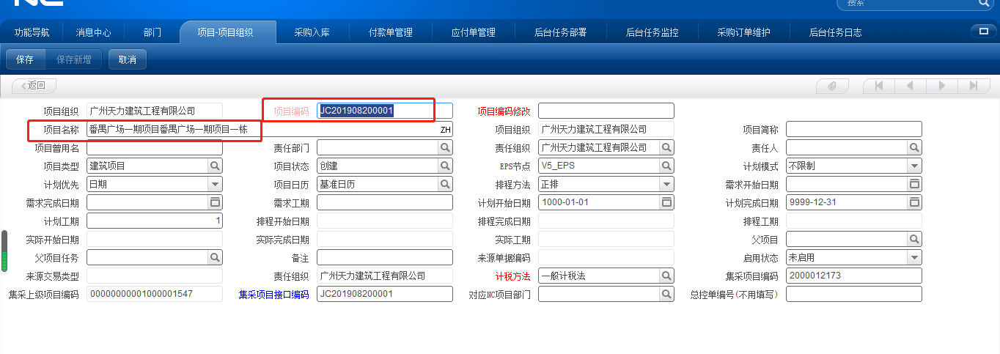 NC
搜索
功能导航 消息中心 部门 项目-项目组织 采购入库 付款单管理 应付单管理 后台任务部署 后台任务监控 采购订单维护 后台任务日志
保存 保存新增 取消
返回
项目组织 广州天力建筑工程有限公司 项目编码 JC201908200001 项目编码修改
项目名称 番禺广场一期项目番禺广场一期项目一栋 ZH 项目组织 广州天力建筑工程有限公司 项目简称
项目曾用名 责任部门 责任组织 广州天力建筑工程有限公司 责任人
项目类型 建筑项目 项目状态 创建 EPS节点 V5_EPS 计划模式 不限制
计划优先 日期 项目日历 基准日历 排程方法 正排 需求开始日期
需求完成日期 需求工期 计划开始日期 1000-01-01 计划完成日期 9999-12-31
计划工期 1 排程开始日期 排程完成日期 排程工期
实际开始日期 实际完成日期 实际工期 父项目
父项目任务 备注 来源单据编码 启用状态 未启用
来源交易类型 责任组织 广州天力建筑工程有限公司 计税方法 一般计税法 集采项目编码 2000012173
集采上级项目编码 00000000001000001547 集采项目接口编码 JC201908200001 对应NC项目部门 总控单编号(不用填写)